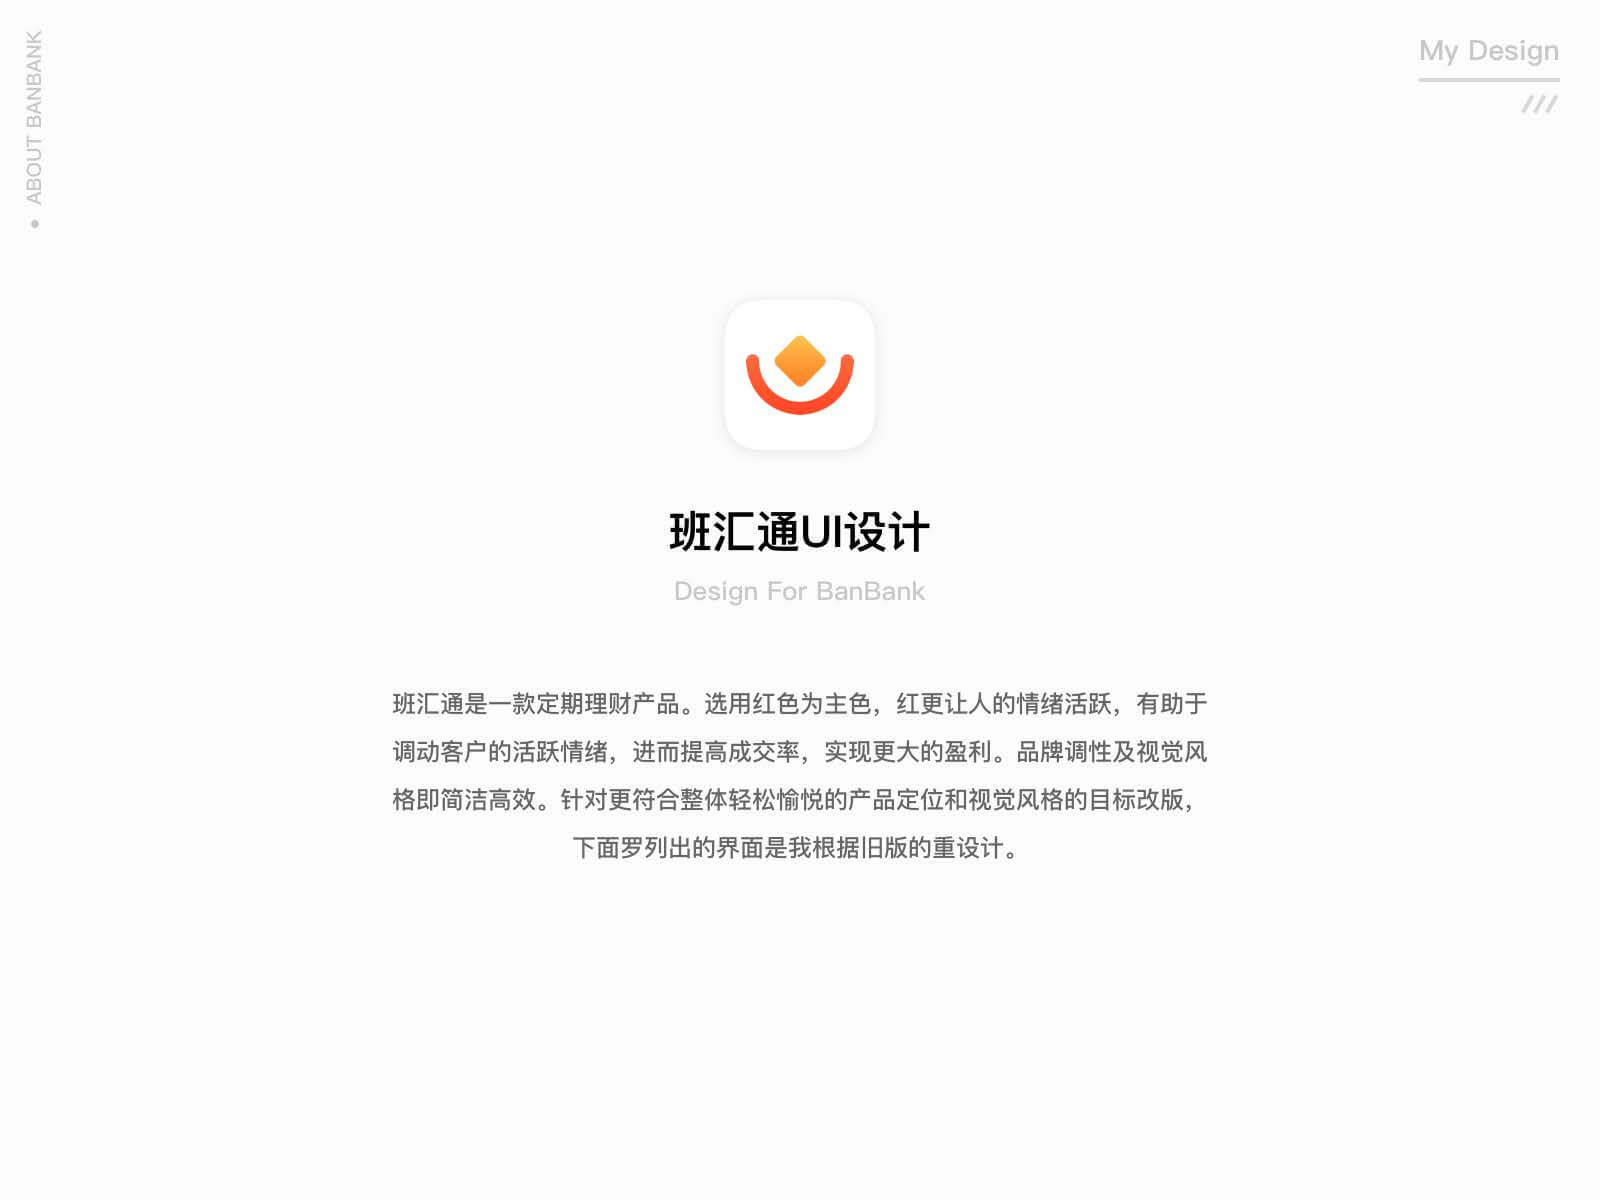 ABOUT BANBANK
My Design
班汇通UI设计
Design For BanBank
班汇通是一款定期理财产品。选用红色为主色，红更让人的情绪活跃，有助于
调动客户的活跃情绪，进而提高成交率，实现更大的盈利。品牌调性及视觉风
格即简洁高效。针对更符合整体轻松愉悦的产品定位和视觉风格的目标改版，
下面罗列出的界面是我根据旧版的重设计。